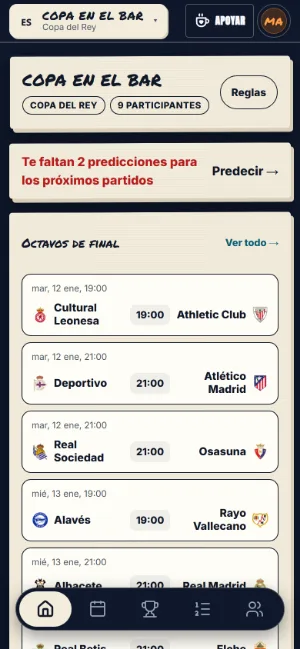 ES
COPA EN EL BAR
Copa del Rey
APOYAR
MA
COPA EN EL BAR
COPA DEL REY
9 PARTICIPANTES
Reglas
Te faltan 2 predicciones para
los próximos partidos
Predecir →
Octavos de final
Ver todo →
mar, 12 ene, 19:00
Cultural
Leonesa
19:00
Athletic Club
mar, 12 ene, 21:00
Deportivo
21:00
Atlético
Madrid
mar, 12 ene, 21:00
Real
Sociedad
21:00
Osasuna
mié, 13 ene, 19:00
Alavés
19:00
Rayo
Vallecano
mié, 13 ene, 21:00
Albacete
21:00
Real Madrid
Real Betis
21:00
Elche